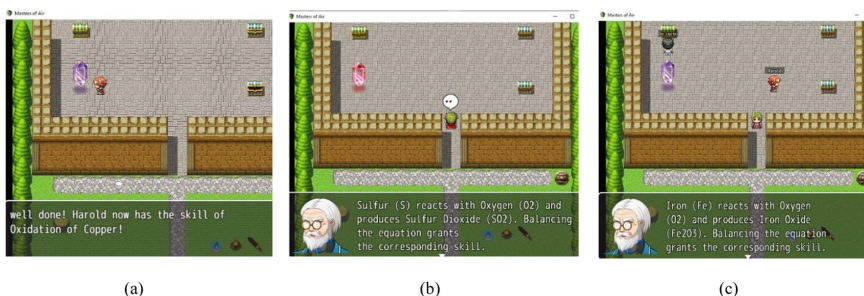 Masters of Air
well done! Harold now has the skill of
Oxidation of Copper!
(a)
Masters of Air
Sulfur (S) reacts with Oxygen (O2) and
produces Sulfur Dioxide (SO2). Balancing
the equation grants
the corresponding skill.
(b)
Masters of Air
Iron (Fe) reacts with Oxygen
(O2) and produces Iron Oxide
(Fe2O3). Balancing the equation
grants the corresponding skill.
(c)